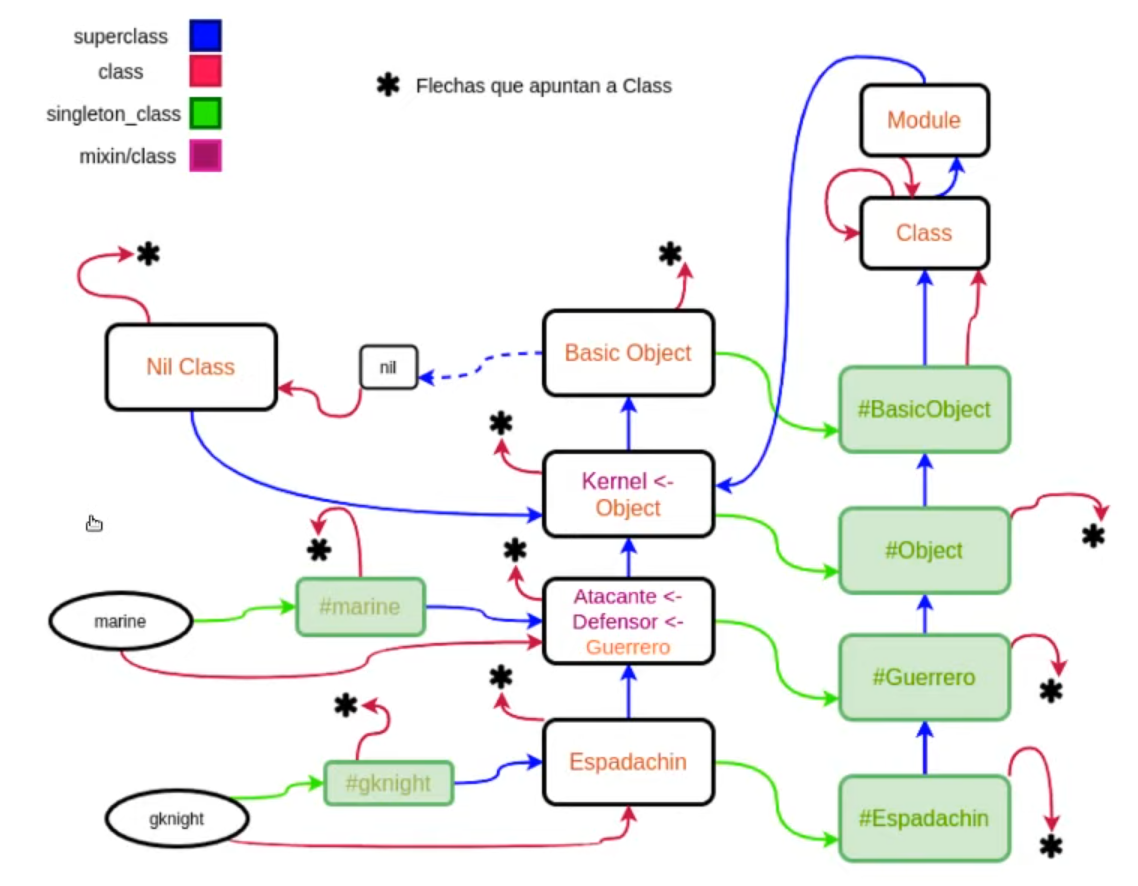 superclass
class
singleton_class
mixin/class
✱ Flechas que apuntan a Class
Module
Class
✱
✱
Nil Class
nil
Basic Object
#BasicObject
✱
Kernel <-
Object
✱
#Object
✱
✱
marine
#marine
Atacante <-
Defensor <-
Guerrero
#Guerrero
✱
✱
✱
gknight
#gknight
Espadachin
#Espadachin
✱